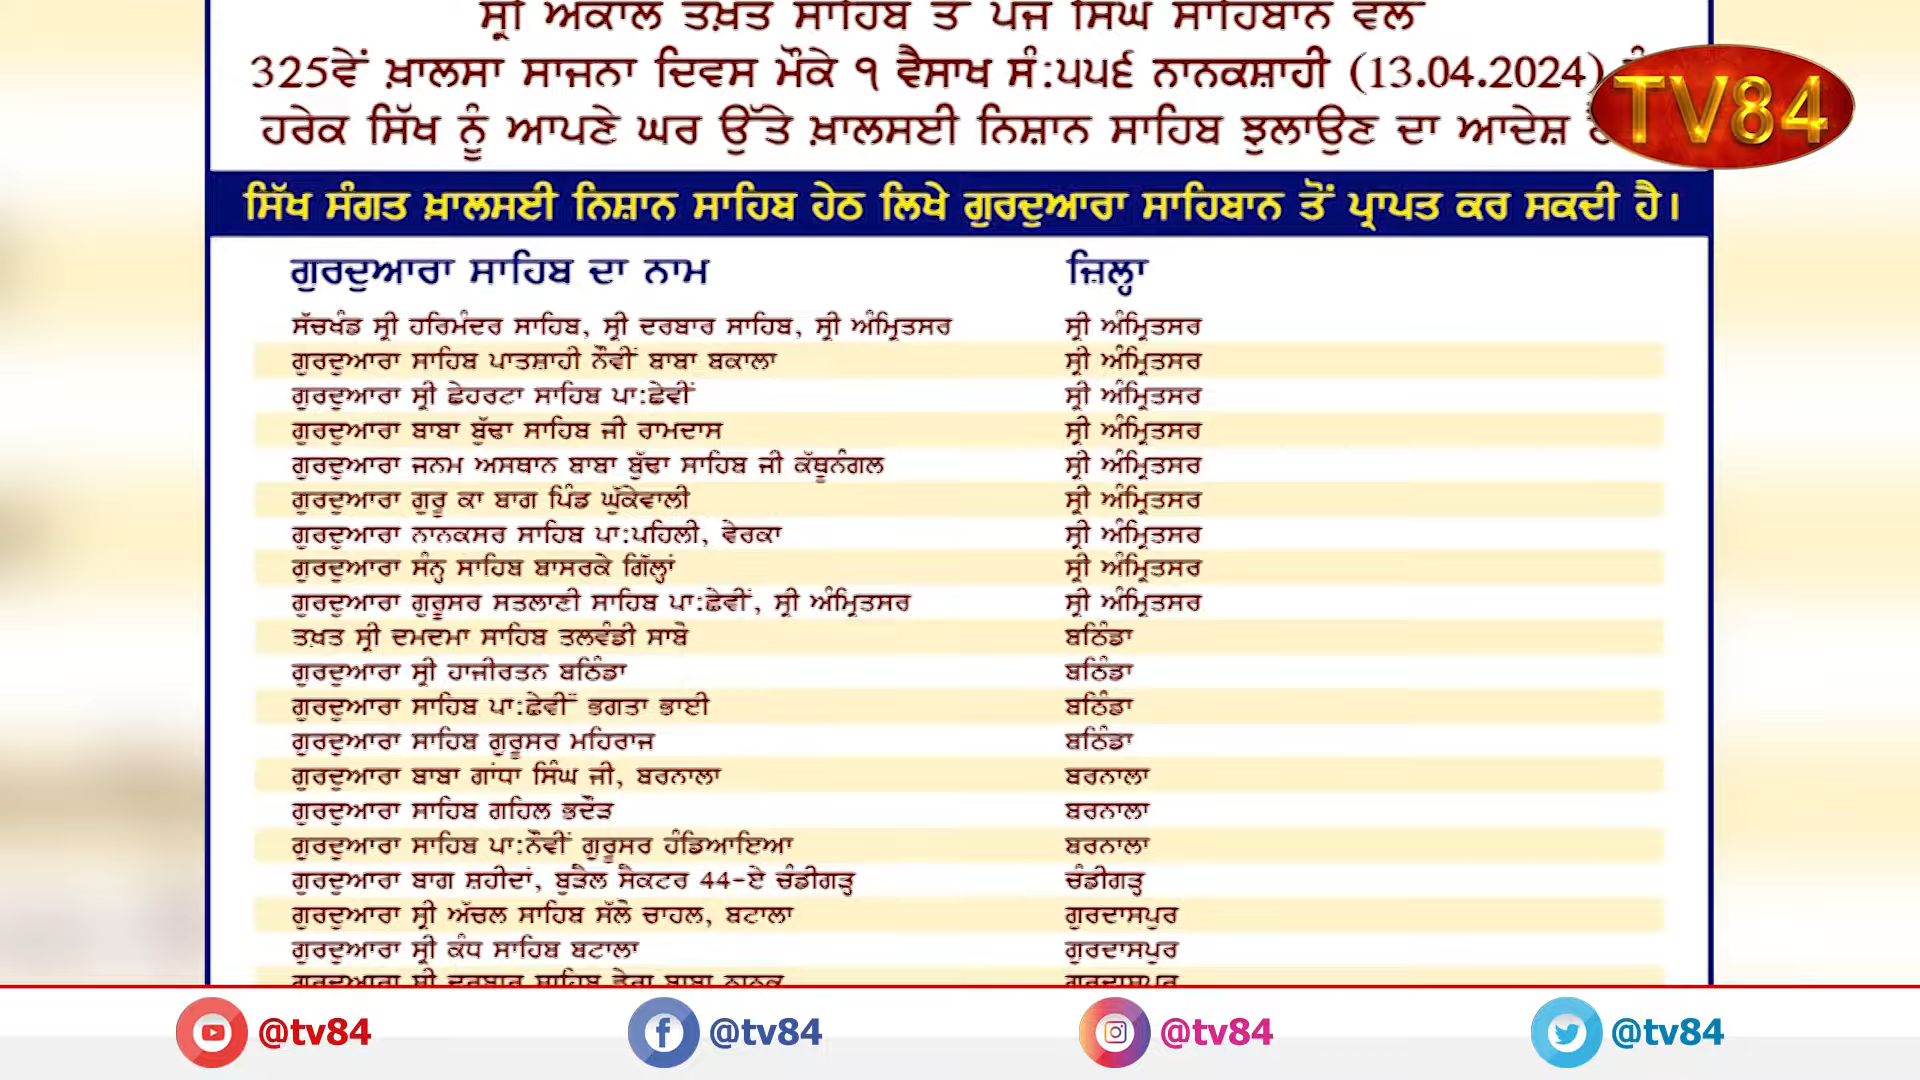 ਸ੍ਰੀ ਅਕਾਲ ਤਖ਼ਤ ਸਾਹਿਬ ਤੋਂ ਪੰਜ ਸਿੰਘ ਸਾਹਿਬਾਨ ਵੱਲੋਂ
325ਵੇਂ ਖ਼ਾਲਸਾ ਸਾਜਨਾ ਦਿਵਸ ਮੌਕੇ ੧ ਵੈਸਾਖ ਸੰ:੫੫੬ ਨਾਨਕਸ਼ਾਹੀ (13.04.2024)
ਹਰੇਕ ਸਿੱਖ ਨੂੰ ਆਪਣੇ ਘਰ ਉੱਤੇ ਖ਼ਾਲਸਈ ਨਿਸ਼ਾਨ ਸਾਹਿਬ ਝੁਲਾਉਣ ਦਾ ਆਦੇਸ਼
TV84
ਸਿੱਖ ਸੰਗਤ ਖ਼ਾਲਸਈ ਨਿਸ਼ਾਨ ਸਾਹਿਬ ਹੇਠ ਲਿਖੇ ਗੁਰਦੁਆਰਾ ਸਾਹਿਬਾਨ ਤੋਂ ਪ੍ਰਾਪਤ ਕਰ ਸਕਦੀ ਹੈ।
ਗੁਰਦੁਆਰਾ ਸਾਹਿਬ ਦਾ ਨਾਮ ਜ਼ਿਲ੍ਹਾ
ਸੱਚਖੰਡ ਸ੍ਰੀ ਹਰਿਮੰਦਰ ਸਾਹਿਬ, ਸ੍ਰੀ ਦਰਬਾਰ ਸਾਹਿਬ, ਸ੍ਰੀ ਅੰਮ੍ਰਿਤਸਰ ਸ੍ਰੀ ਅੰਮ੍ਰਿਤਸਰ
ਗੁਰਦੁਆਰਾ ਸਾਹਿਬ ਪਾਤਸ਼ਾਹੀ ਨੌਵੀਂ ਬਾਬਾ ਬਕਾਲਾ ਸ੍ਰੀ ਅੰਮ੍ਰਿਤਸਰ
ਗੁਰਦੁਆਰਾ ਸ੍ਰੀ ਛੇਹਰਟਾ ਸਾਹਿਬ ਪਾ:ਛੇਵੀਂ ਸ੍ਰੀ ਅੰਮ੍ਰਿਤਸਰ
ਗੁਰਦੁਆਰਾ ਬਾਬਾ ਬੁੱਢਾ ਸਾਹਿਬ ਜੀ ਰਾਮਦਾਸ ਸ੍ਰੀ ਅੰਮ੍ਰਿਤਸਰ
ਗੁਰਦੁਆਰਾ ਜਨਮ ਅਸਥਾਨ ਬਾਬਾ ਬੁੱਢਾ ਸਾਹਿਬ ਜੀ ਕੱਥੂਨੰਗਲ ਸ੍ਰੀ ਅੰਮ੍ਰਿਤਸਰ
ਗੁਰਦੁਆਰਾ ਗੁਰੂ ਕਾ ਬਾਗ ਪਿੰਡ ਘੁੱਕੇਵਾਲੀ ਸ੍ਰੀ ਅੰਮ੍ਰਿਤਸਰ
ਗੁਰਦੁਆਰਾ ਨਾਨਕਸਰ ਸਾਹਿਬ ਪਾ:ਪਹਿਲੀ, ਵੇਰਕਾ ਸ੍ਰੀ ਅੰਮ੍ਰਿਤਸਰ
ਗੁਰਦੁਆਰਾ ਸੰਨ੍ਹ ਸਾਹਿਬ ਬਾਸਰਕੇ ਗਿੱਲ੍ਹਾਂ ਸ੍ਰੀ ਅੰਮ੍ਰਿਤਸਰ
ਗੁਰਦੁਆਰਾ ਗੁਰੂਸਰ ਸਤਲਾਣੀ ਸਾਹਿਬ ਪਾ:ਛੇਵੀਂ, ਸ੍ਰੀ ਅੰਮ੍ਰਿਤਸਰ ਸ੍ਰੀ ਅੰਮ੍ਰਿਤਸਰ
ਤਖ਼ਤ ਸ੍ਰੀ ਦਮਦਮਾ ਸਾਹਿਬ ਤਲਵੰਡੀ ਸਾਬੋ ਬਠਿੰਡਾ
ਗੁਰਦੁਆਰਾ ਸ੍ਰੀ ਹਾਜੀਰਤਨ ਬਠਿੰਡਾ ਬਠਿੰਡਾ
ਗੁਰਦੁਆਰਾ ਸਾਹਿਬ ਪਾ:ਛੇਵੀਂ ਭਗਤਾ ਭਾਈ ਬਠਿੰਡਾ
ਗੁਰਦੁਆਰਾ ਸਾਹਿਬ ਗੁਰੂਸਰ ਮਹਿਰਾਜ ਬਠਿੰਡਾ
ਗੁਰਦੁਆਰਾ ਬਾਬਾ ਗਾਂਧਾ ਸਿੰਘ ਜੀ, ਬਰਨਾਲਾ ਬਰਨਾਲਾ
ਗੁਰਦੁਆਰਾ ਸਾਹਿਬ ਗਹਿਲ ਭਦੌੜ ਬਰਨਾਲਾ
ਗੁਰਦੁਆਰਾ ਸਾਹਿਬ ਪਾ:ਨੌਵੀਂ ਗੁਰੂਸਰ ਹੰਡਿਆਇਆ ਬਰਨਾਲਾ
ਗੁਰਦੁਆਰਾ ਬਾਗ ਸ਼ਹੀਦਾਂ, ਬੁੜੈਲ ਸੈਕਟਰ 44-ਏ ਚੰਡੀਗੜ੍ਹ ਚੰਡੀਗੜ੍ਹ
ਗੁਰਦੁਆਰਾ ਸ੍ਰੀ ਅੱਚਲ ਸਾਹਿਬ ਸੱਲੋ ਚਾਹਲ, ਬਟਾਲਾ ਗੁਰਦਾਸਪੁਰ
ਗੁਰਦੁਆਰਾ ਸ੍ਰੀ ਕੰਧ ਸਾਹਿਬ ਬਟਾਲਾ ਗੁਰਦਾਸਪੁਰ
ਗੁਰਦੁਆਰਾ ਸ੍ਰੀ ਦਰਬਾਰ ਸਾਹਿਬ ਡੇਰਾ ਬਾਬਾ ਨਾਨਕ ਗੁਰਦਾਸਪੁਰ
@tv84 @tv84 @tv84 @tv84